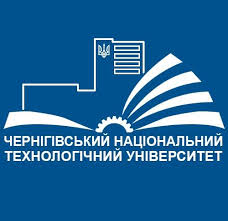 ЧЕРНІГІВСЬКИЙ НАЦІОНАЛЬНИЙ
ТЕХНОЛОГІЧНИЙ УНІВЕРСИТЕТ